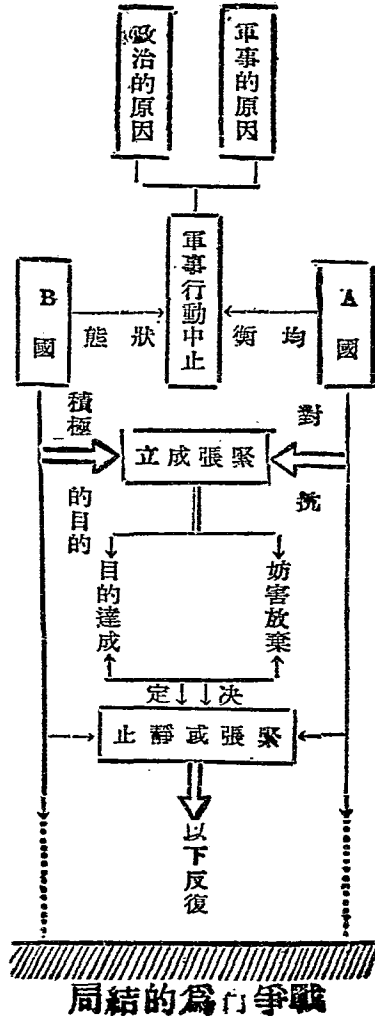 軍事的原因
政治的原因
軍事行動中止
A國
均衡狀態
B國
對抗
積極的目的
緊張成立
妨害放棄
目的達成
决定
緊張或靜止
以下反復
戰爭行爲的結局